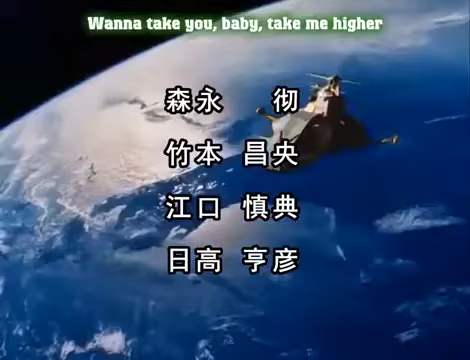 Wanna take you, baby, take me higher
森永　　彻
竹本　昌央
江口　慎典
日高　亨彦